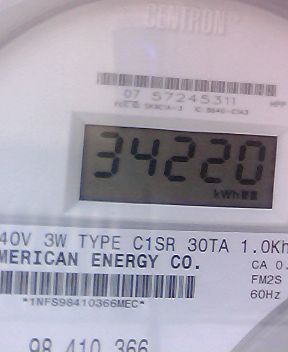 CENTRON
07 57245311
34220
kWh
40V 3W TYPE C1SR 30TA 1.0Kh
MERICAN ENERGY CO.
CA 0.
FM2S
*1NFS98410366MEC*
60Hz
98 410 366